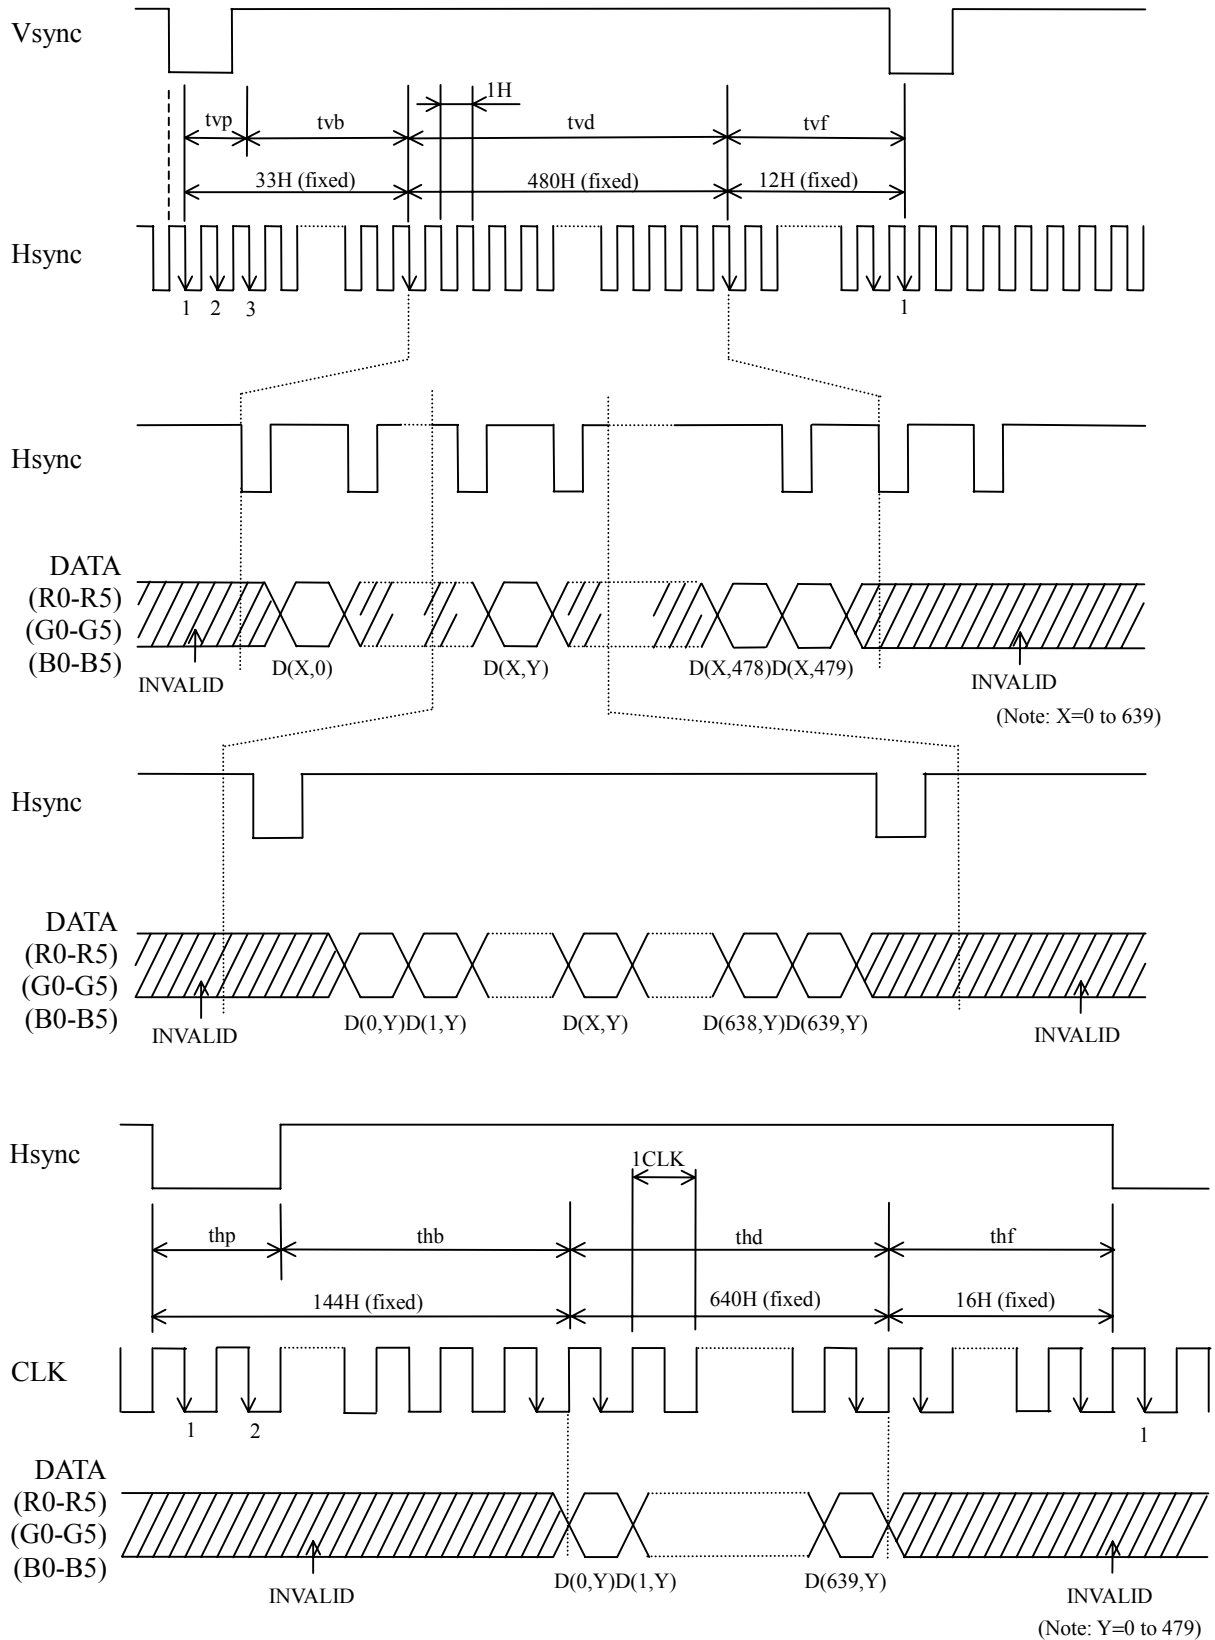 Vsync
1H
tvp tvb tvd tvf
33H (fixed) 480H (fixed) 12H (fixed)
Hsync
1 2 3 1
Hsync
DATA
(R0-R5)
(G0-G5)
(B0-B5)
D(X,0) D(X,Y) D(X,478)D(X,479)
INVALID INVALID
(Note: X=0 to 639)
Hsync
DATA
(R0-R5)
(G0-G5)
(B0-B5)
D(0,Y)D(1,Y) D(X,Y) D(638,Y)D(639,Y)
INVALID INVALID
Hsync
1CLK
thp thb thd thf
144H (fixed) 640H (fixed) 16H (fixed)
CLK
1 2 1
DATA
(R0-R5)
(G0-G5)
(B0-B5)
D(0,Y)D(1,Y) D(639,Y)
INVALID INVALID
(Note: Y=0 to 479)